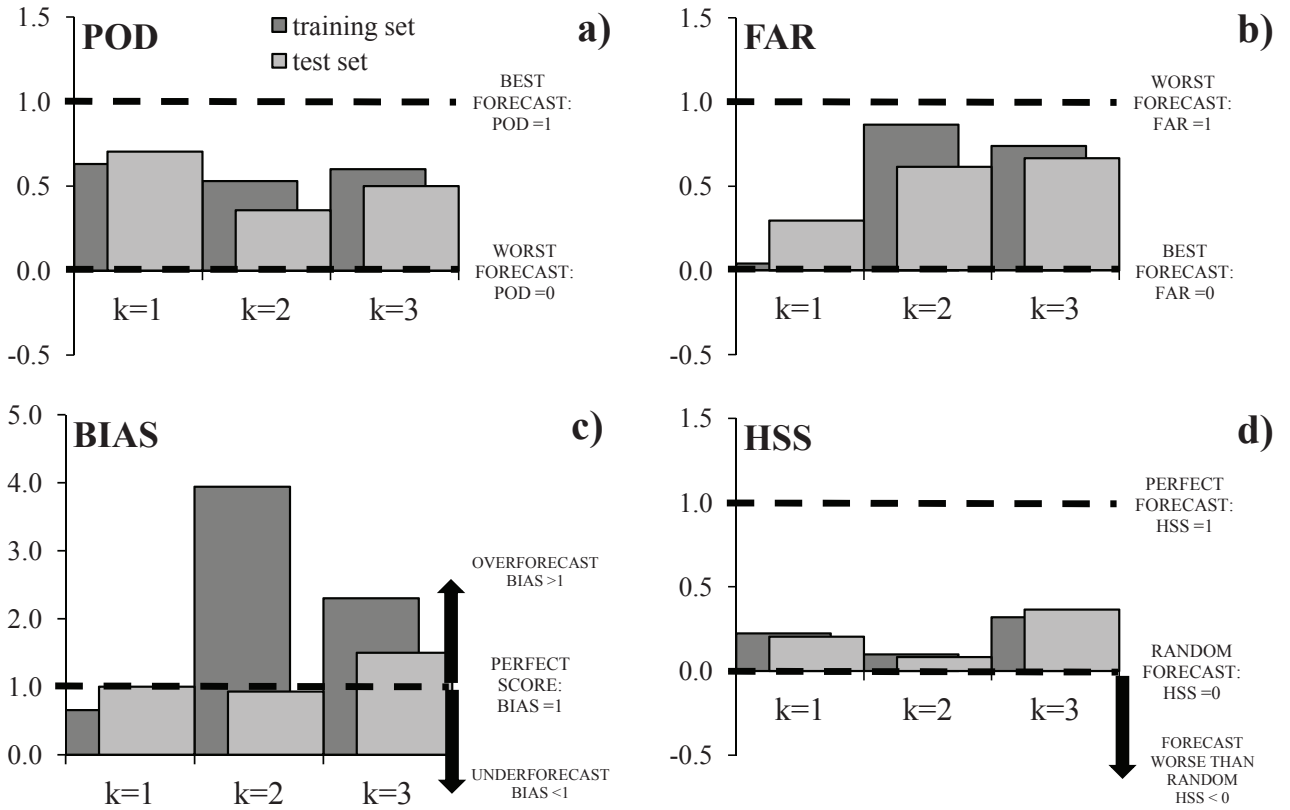 POD
training set
test set
a)
1.5
1.0
0.5
0.0
-0.5
BEST
FORECAST:
POD =1
WORST
FORECAST:
POD =0
k=1
k=2
k=3
FAR
b)
1.5
1.0
0.5
0.0
-0.5
WORST
FORECAST:
FAR =1
BEST
FORECAST:
FAR =0
k=1
k=2
k=3
BIAS
c)
5.0
4.0
3.0
2.0
1.0
0.0
OVERFORECAST
BIAS >1
PERFECT
SCORE:
BIAS =1
UNDERFORECAST
BIAS <1
k=1
k=2
k=3
HSS
d)
1.5
1.0
0.5
0.0
-0.5
PERFECT
FORECAST:
HSS =1
RANDOM
FORECAST:
HSS =0
k=1
k=2
k=3
FORECAST
WORSE THAN
RANDOM
HSS < 0